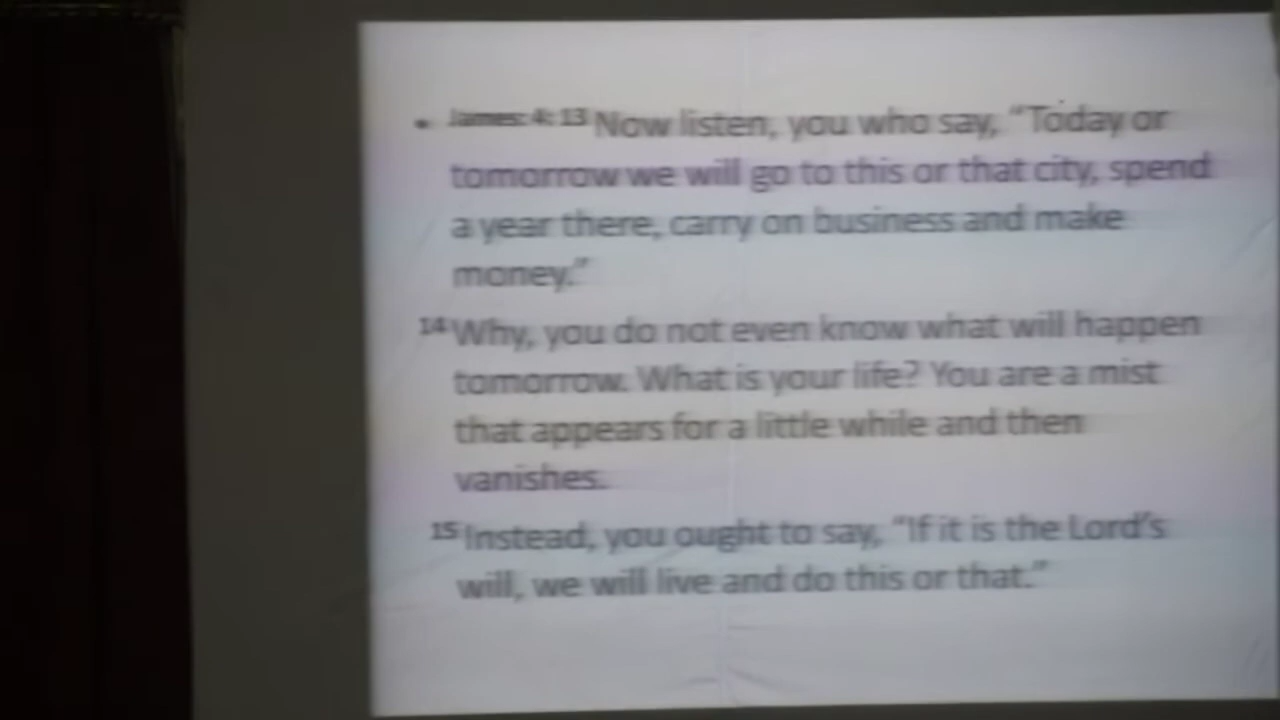 • James: 4: 13 Now listen, you who say, “Today or
tomorrow we will go to this or that city, spend
a year there, carry on business and make
money.”
14 Why, you do not even know what will happen
tomorrow. What is your life? You are a mist
that appears for a little while and then
vanishes.
15 Instead, you ought to say, “If it is the Lord’s
will, we will live and do this or that.”